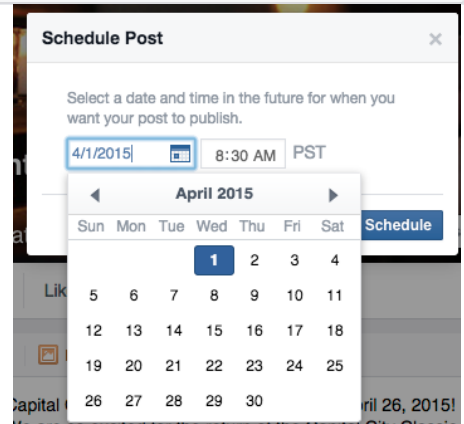 Schedule Post
Select a date and time in the future for when you
want your post to publish.
4/1/2015 8:30 AM PST
April 2015
Sun Mon Tue Wed Thu Fri Sat
Schedule
1 2 3 4
Lik
5 6 7 8 9 10 11
12 13 14 15 16 17 18
19 20 21 22 23 24 25
26 27 28 29 30
Capital ril 26, 2015!